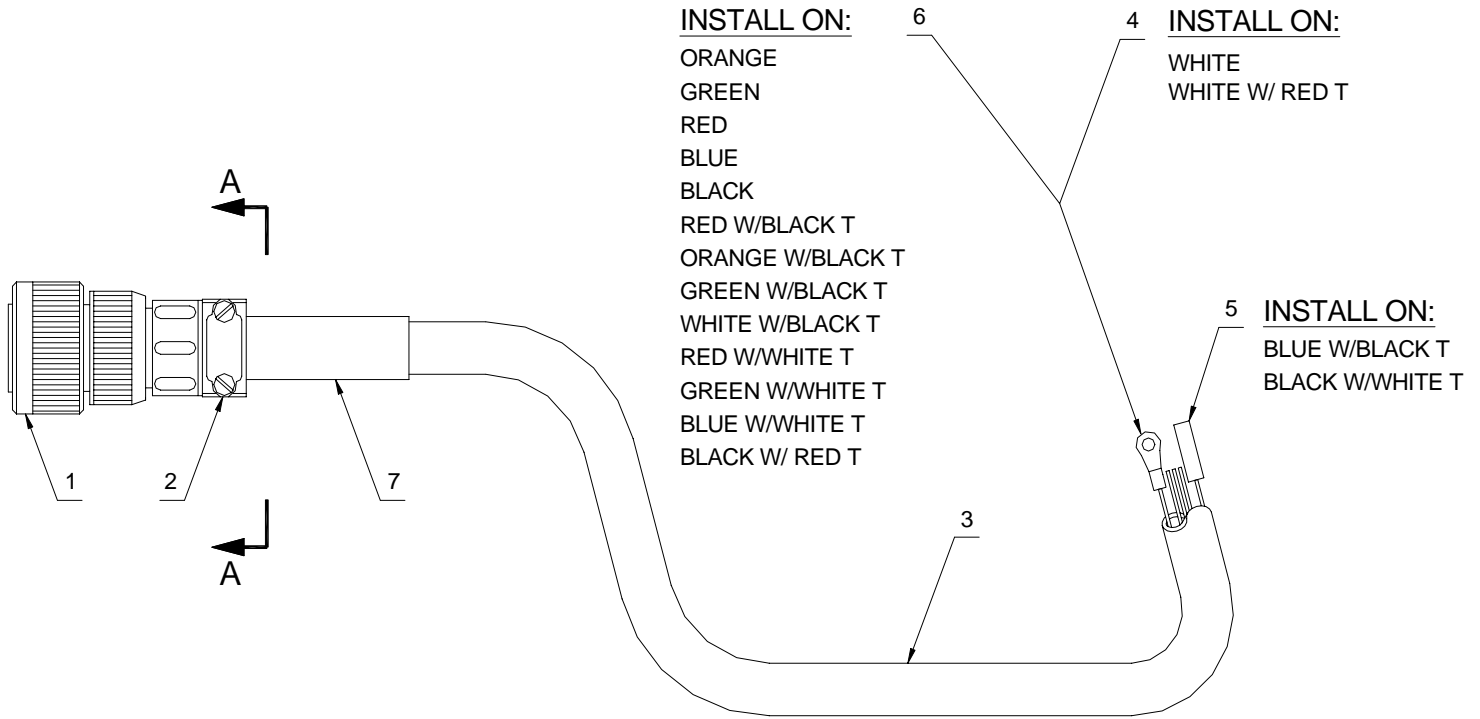 INSTALL ON:
ORANGE
GREEN
RED
BLUE
BLACK
RED W/BLACK T
ORANGE W/BLACK T
GREEN W/BLACK T
WHITE W/BLACK T
RED W/WHITE T
GREEN W/WHITE T
BLUE W/WHITE T
BLACK W/ RED T
6
4
INSTALL ON:
WHITE
WHITE W/ RED T
A
5
INSTALL ON:
BLUE W/BLACK T
BLACK W/WHITE T
1
2
7
3
A